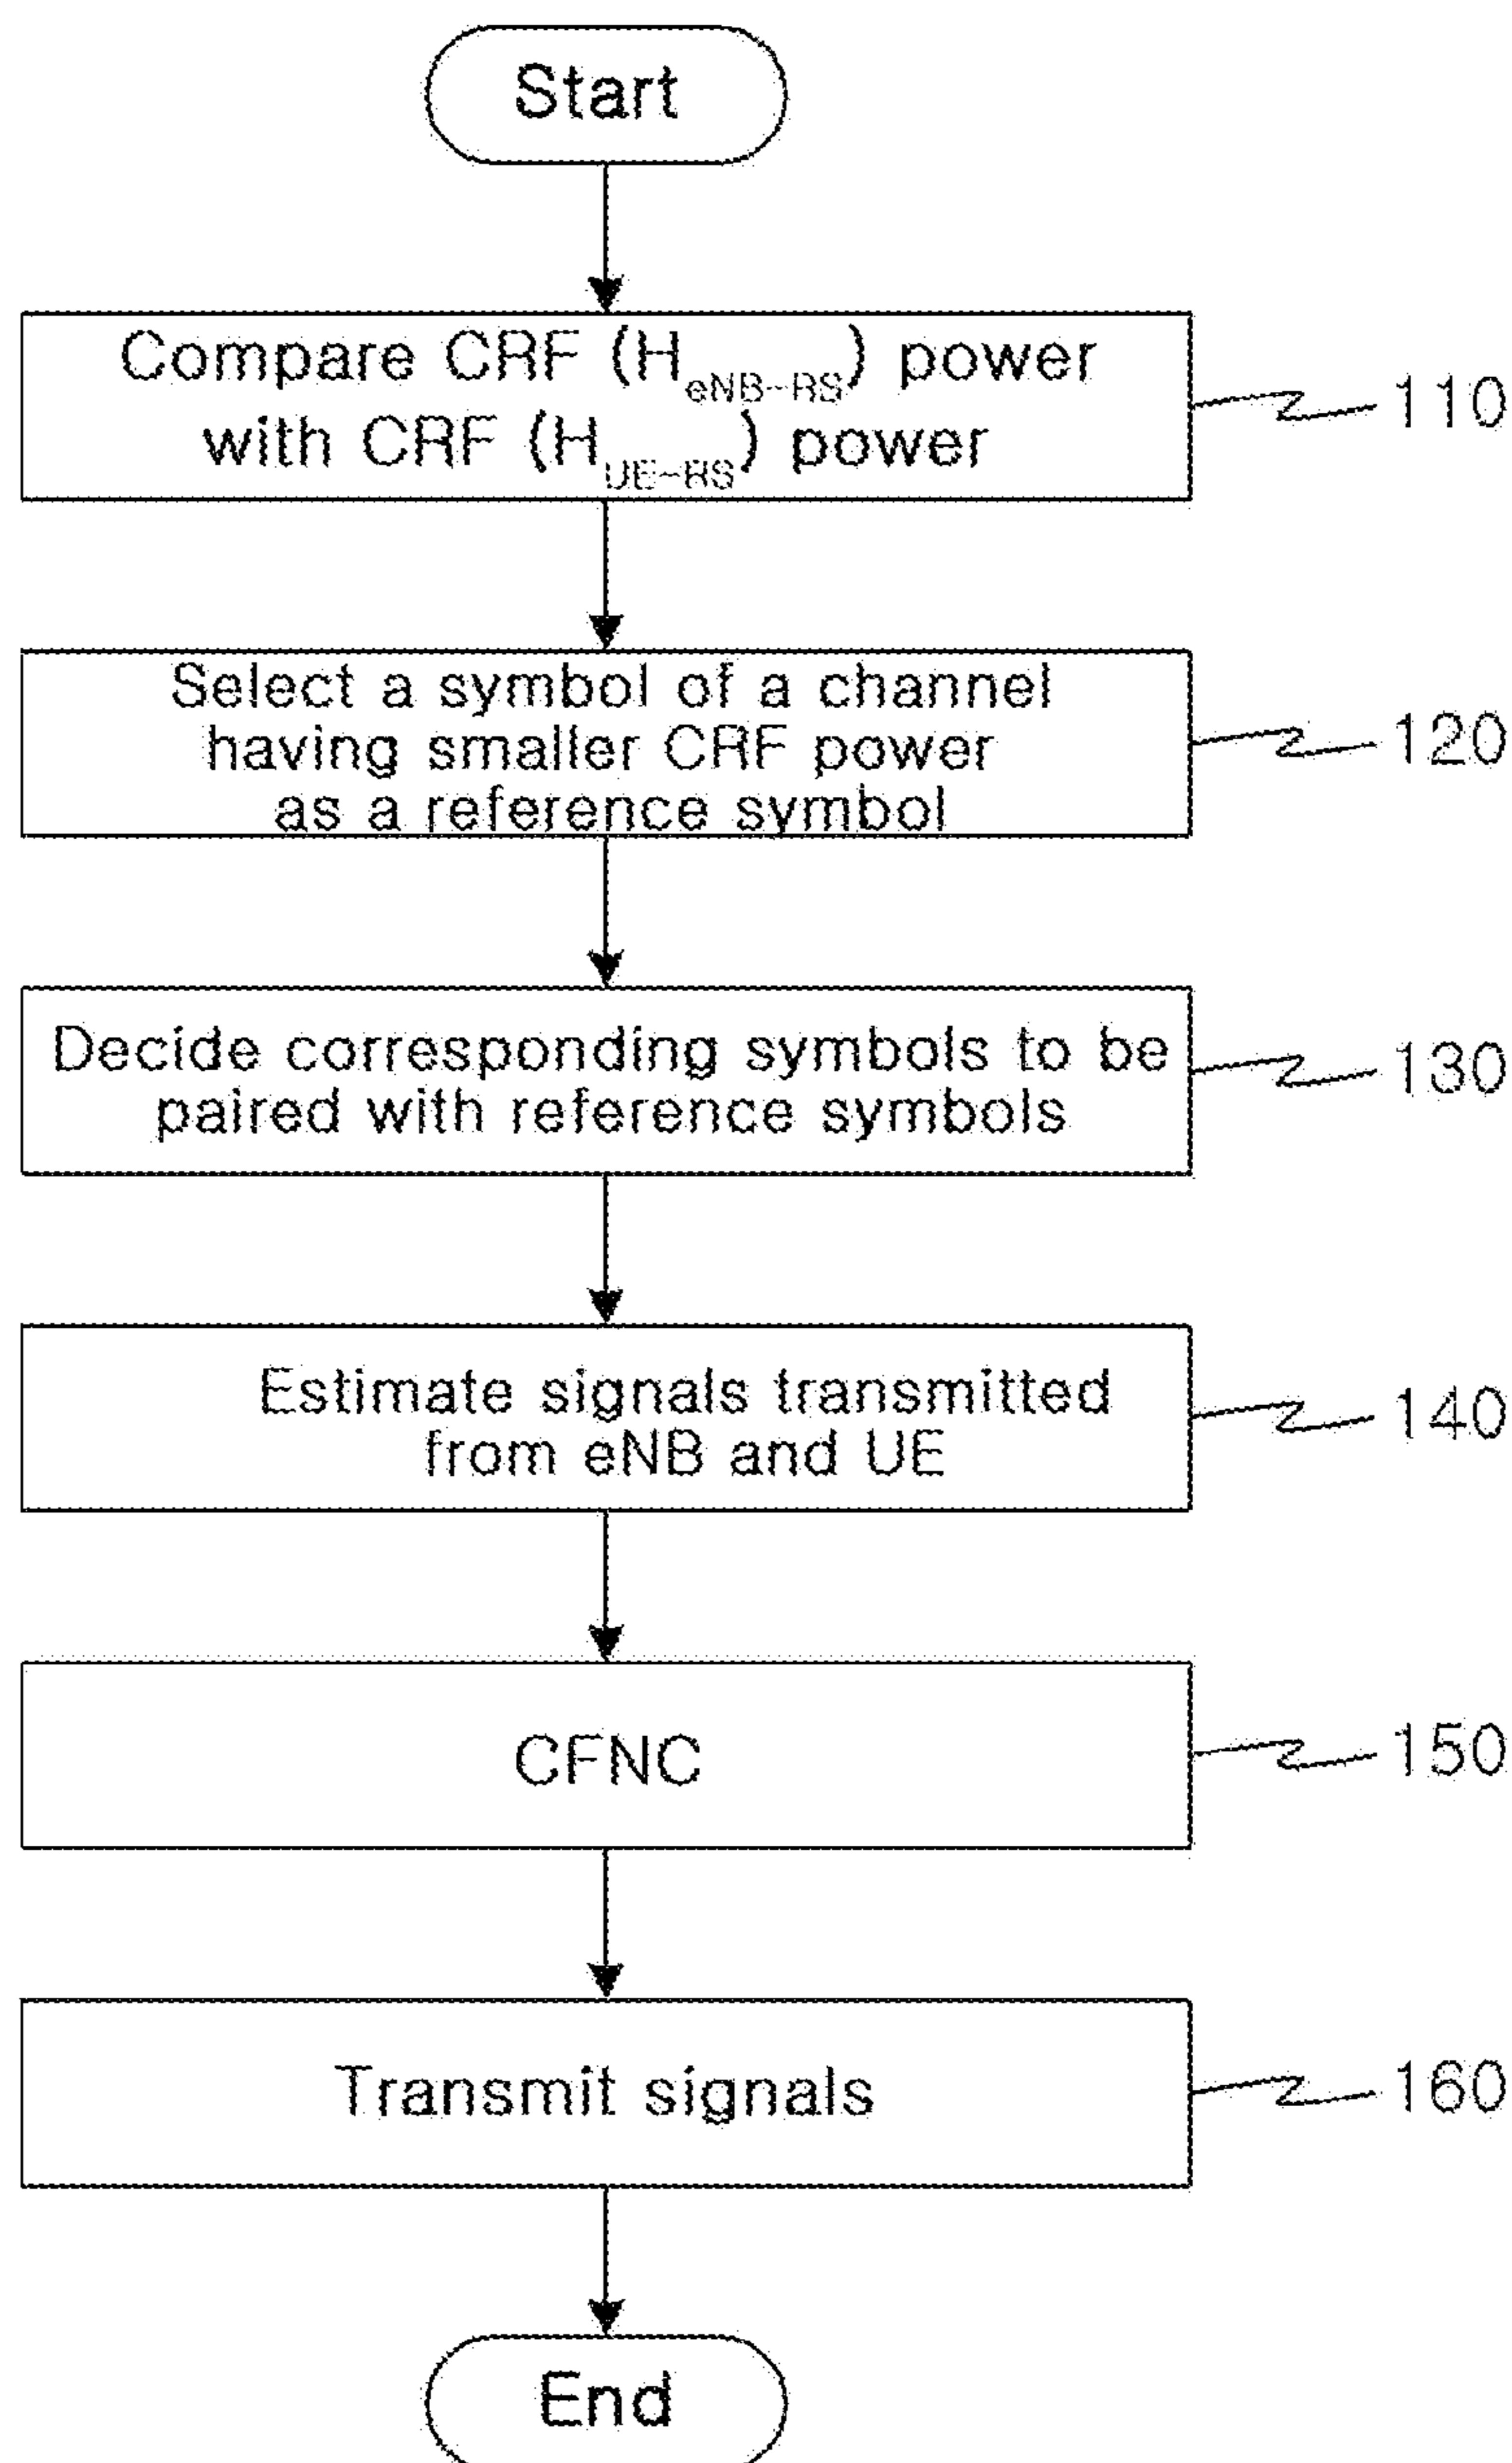 Start
Compare CRF (H_eNB-RS) power
with CRF (H_UE-RS) power
110
Select a symbol of a channel
having smaller CRF power
as a reference symbol
120
Decide corresponding symbols to be
paired with reference symbols
130
Estimate signals transmitted
from eNB and UE
140
CFNC
150
Transmit signals
160
End